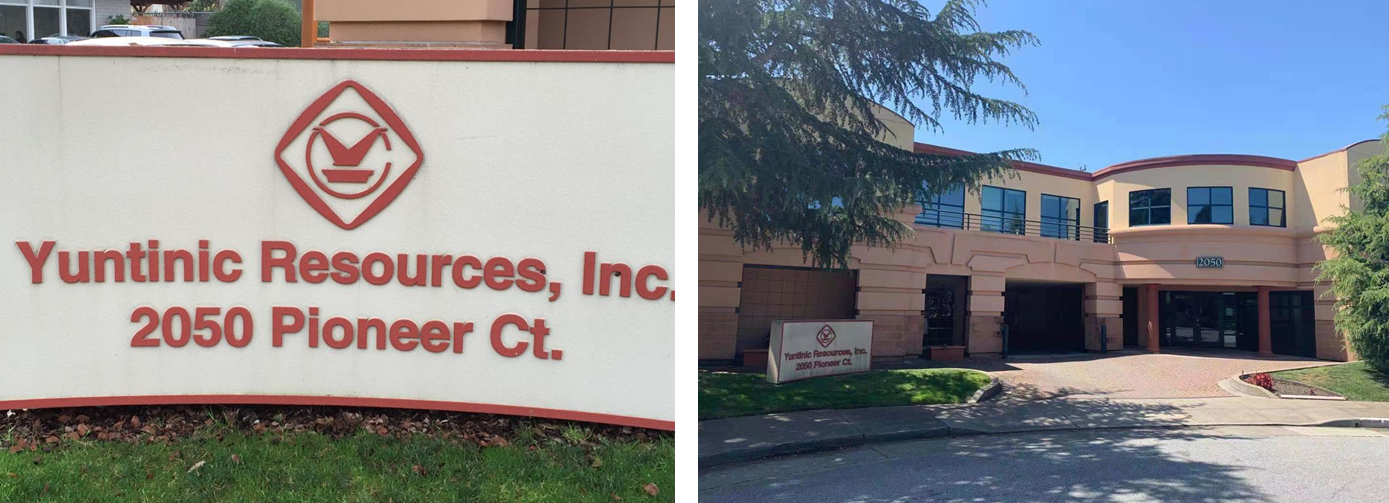 Yuntinic Resources, Inc.
2050 Pioneer Ct.
2050
Yuntinic Resources, Inc.
2050 Pioneer Ct.